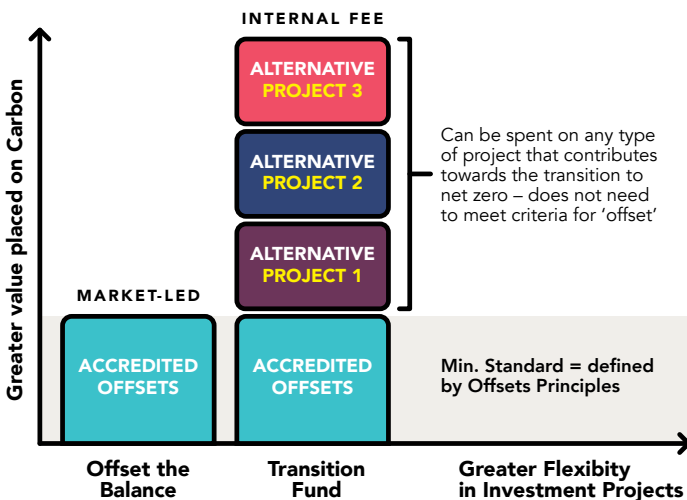 INTERNAL FEE
Greater value placed on Carbon
ALTERNATIVE
PROJECT 3
ALTERNATIVE
PROJECT 2
ALTERNATIVE
PROJECT 1
Can be spent on any type
of project that contributes
towards the transition to
net zero – does not need
to meet criteria for ‘offset’
MARKET-LED
ACCREDITED
OFFSETS
ACCREDITED
OFFSETS
Min. Standard = defined
by Offsets Principles
Offset the
Balance
Transition
Fund
Greater Flexibity
in Investment Projects